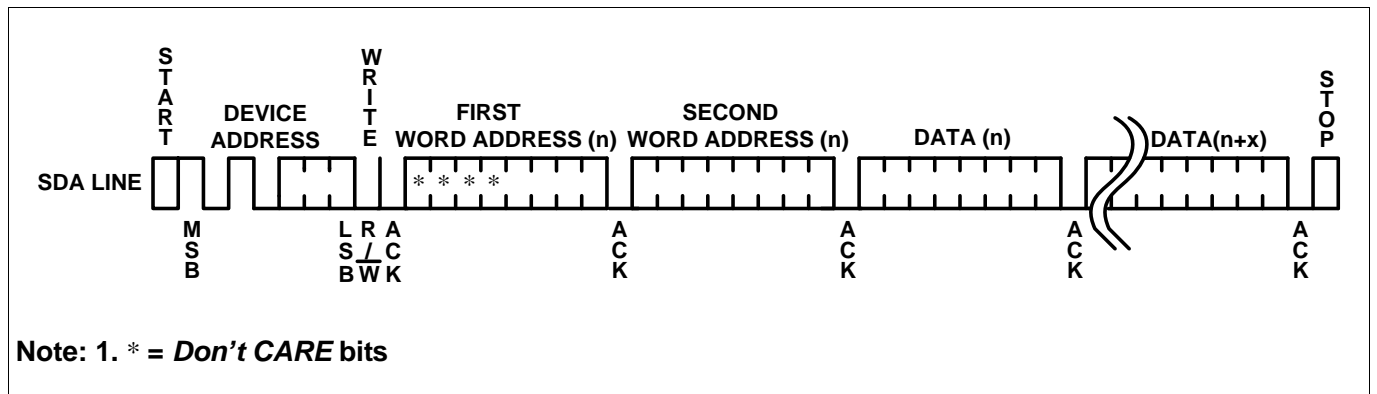 START
WRITE
STOP
DEVICE
ADDRESS
FIRST
WORD ADDRESS (n)
SECOND
WORD ADDRESS (n)
DATA (n)
DATA(n+x)
SDA LINE
* * * *
MSB
LSB
R/W
ACK
ACK
ACK
ACK
ACK
Note: 1. * = Don't CARE bits